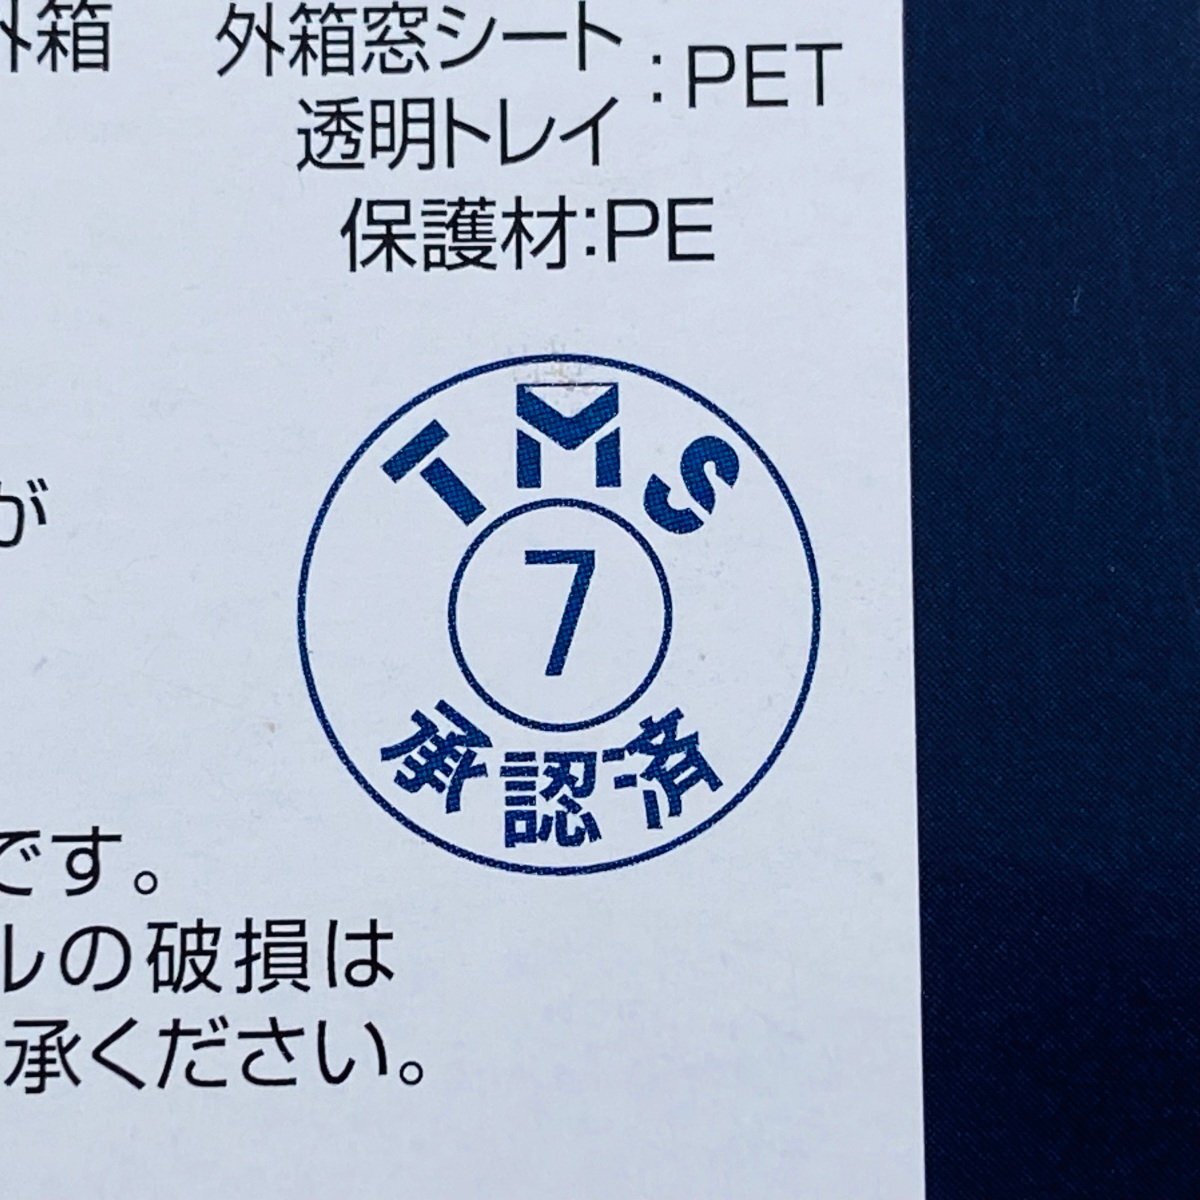 外箱
外箱窓シート
透明トレイ
:PET
保護材:PE
TMS
7
承認済
が
です。
ルの破損は
承ください。